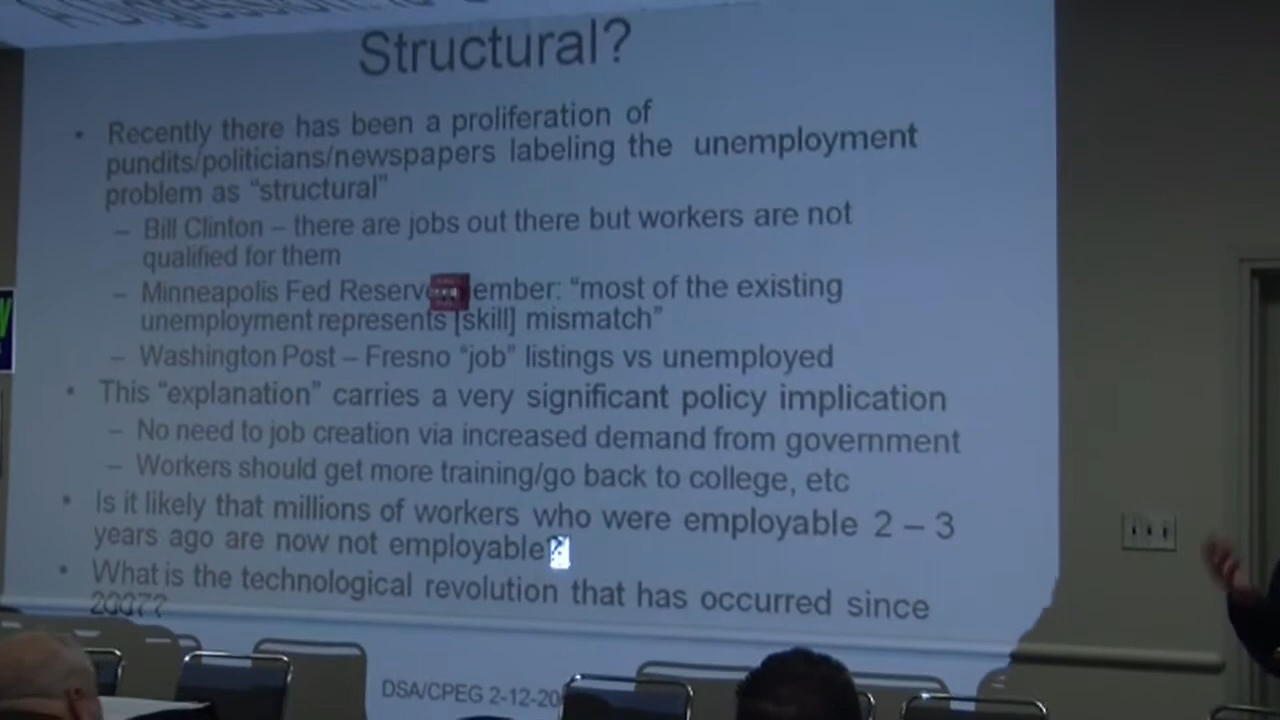 Structural?
• Recently there has been a proliferation of
pundits/politicians/newspapers labeling the unemployment
problem as “structural”
– Bill Clinton – there are jobs out there but workers are not
qualified for them
– Minneapolis Fed Reserve ember: “most of the existing
unemployment represents [skill] mismatch”
– Washington Post – Fresno “job” listings vs unemployed
• This “explanation” carries a very significant policy implication
– No need to job creation via increased demand from government
– Workers should get more training/go back to college, etc
• Is it likely that millions of workers who were employable 2 – 3
years ago are now not employable?
• What is the technological revolution that has occurred since
2007?
DSA/CPEG 2-12-20